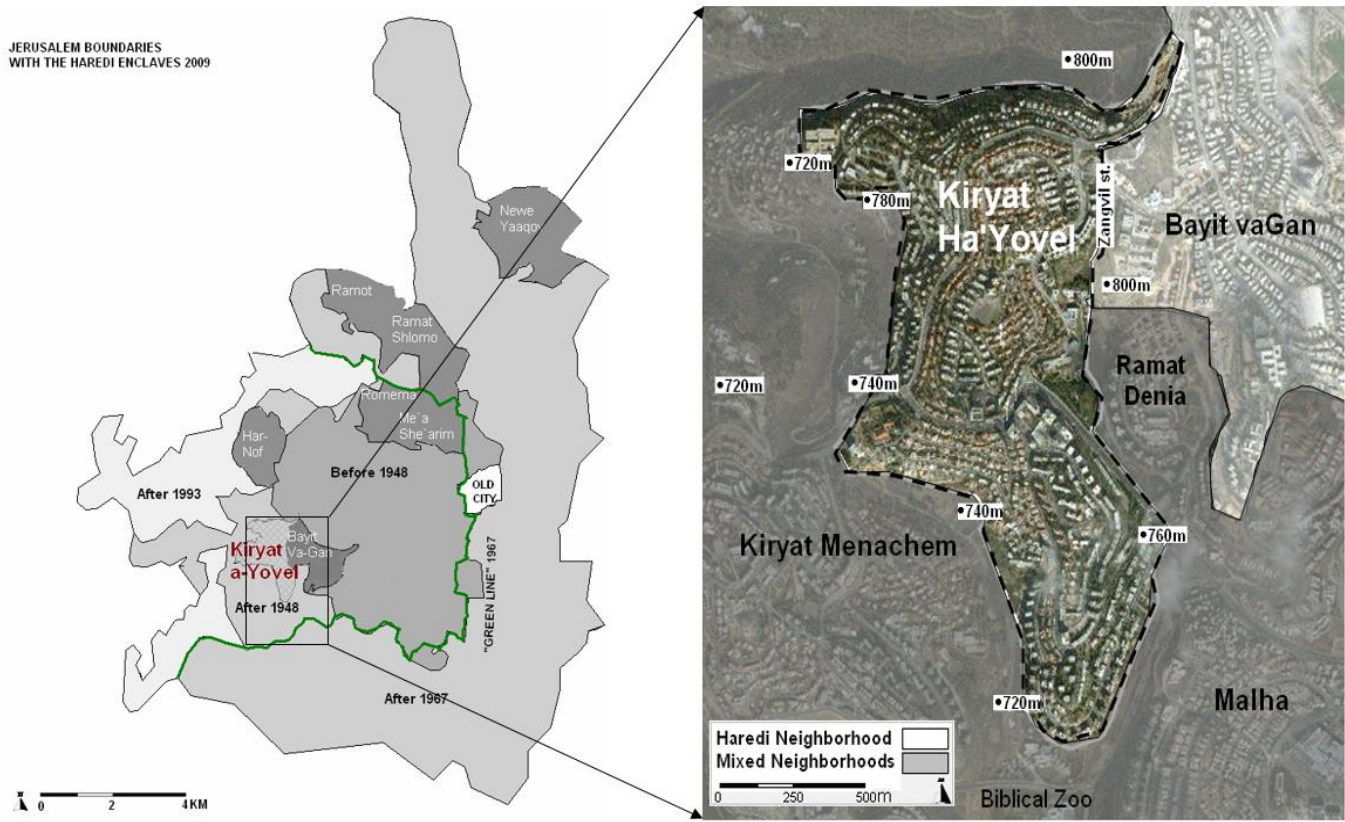 JERUSALEM BOUNDARIES
WITH THE HAREDI ENCLAVES 2009
Newe
Yaaqov
Ramot
Ramat
Shlomo
Romema
Me`a
She`arim
Har-
Nof
Before 1948
OLD
CITY
After 1993
Bayit
Va-Gan
Kiryat
a-Yovel
After 1948
"GREEN LINE" 1967
After 1967
0 2 4 KM
800m
720m
780m
Kiryat
Ha'Yovel
Zangvil st.
Bayit vaGan
800m
Ramat
Denia
720m
740m
740m
Kiryat Menachem
760m
720m
Malha
Haredi Neighborhood
Mixed Neighborhoods
0 250 500m
Biblical Zoo